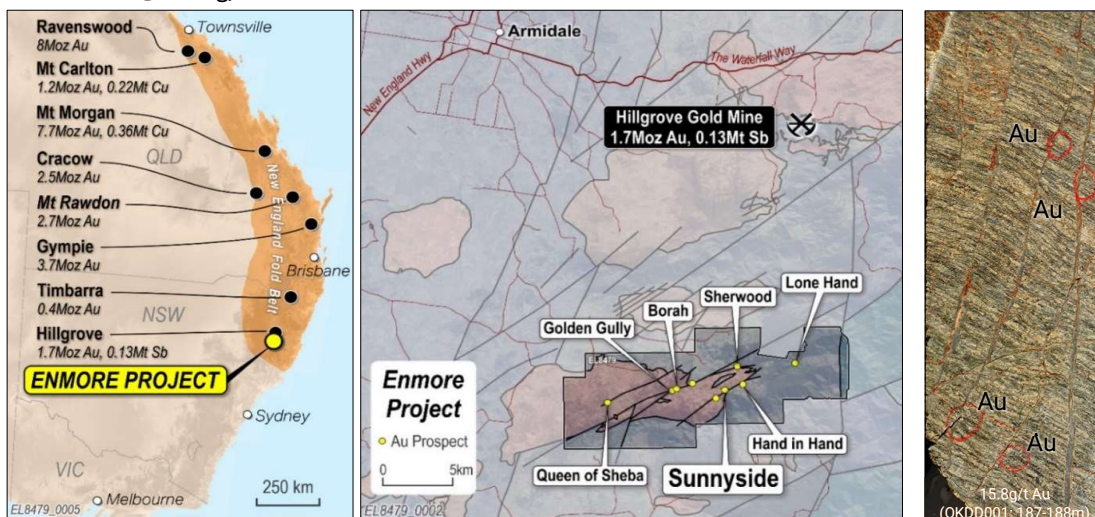 Ravenswood
8Moz Au
Mt Carlton
1.2Moz Au, 0.22Mt Cu
Mt Morgan
7.7Moz Au, 0.36Mt Cu
Cracow
2.5Moz Au
Mt Rawdon
2.7Moz Au
Gympie
3.7Moz Au
Timbarra
0.4Moz Au
Hillgrove
1.7Moz Au, 0.13Mt Sb
ENMORE PROJECT
Townsville
QLD
New England Fold Belt
Brisbane
NSW
Sydney
VIC
Melbourne
250 km
EL8479_0005
Armidale
New England Hwy
The Waterfall Way
Hillgrove Gold Mine
1.7Moz Au, 0.13Mt Sb
Lone Hand
Sherwood
Borah
Golden Gully
EL8479
Enmore
Project
Au Prospect
0 5km
Hand in Hand
Queen of Sheba
Sunnyside
EL8479_0002
Au
Au
Au
Au
15.8g/t Au
(OKDD001: 187-188m)